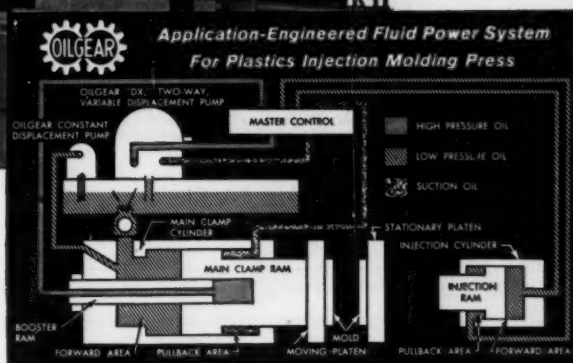 OILGEAR
Application-Engineered Fluid Power System
For Plastics Injection Molding Press
OILGEAR "DX," TWO-WAY,
VARIABLE DISPLACEMENT PUMP
OILGEAR CONSTANT
DISPLACEMENT PUMP
MASTER CONTROL
HIGH PRESSURE OIL
LOW PRESSURE OIL
SUCTION OIL
MAIN CLAMP
CYLINDER
STATIONARY PLATEN
INJECTION CYLINDER
MAIN CLAMP RAM
INJECTION
RAM
BOOSTER
RAM
FORWARD AREA
PULLBACK AREA
MOLD
MOVING PLATEN
PULLBACK AREA
FORWARD AREA